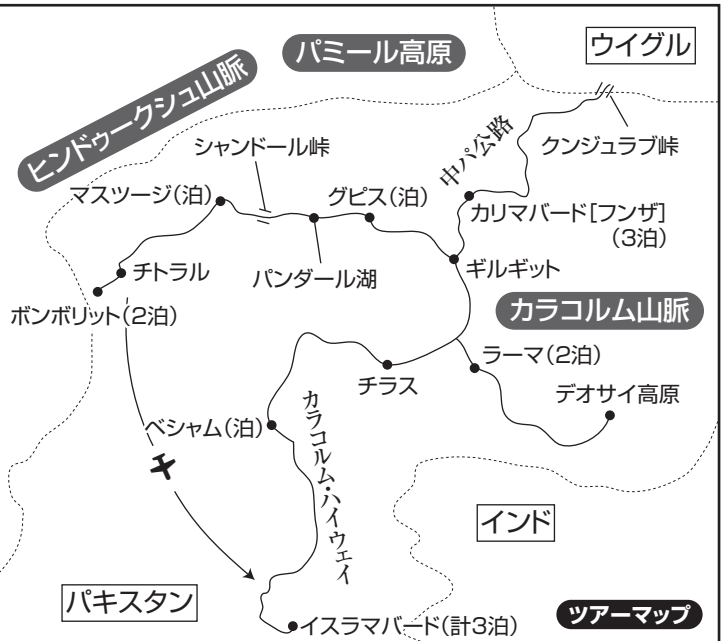 ウイグル
パミール高原
ヒンドゥークシュ山脈
中パ公路
クンジュラブ峠
シャンドール峠
マスツージ(泊)
グピス(泊)
カリマバード[フンザ]
(3泊)
チトラル
パンダール湖
ギルギット
ボンボリット(2泊)
カラコルム山脈
ラーマ(2泊)
チラス
デオサイ高原
ベシャム(泊)
カラコルム・ハイウェイ
インド
パキスタン
イスラマバード(計3泊)
ツアーマップ